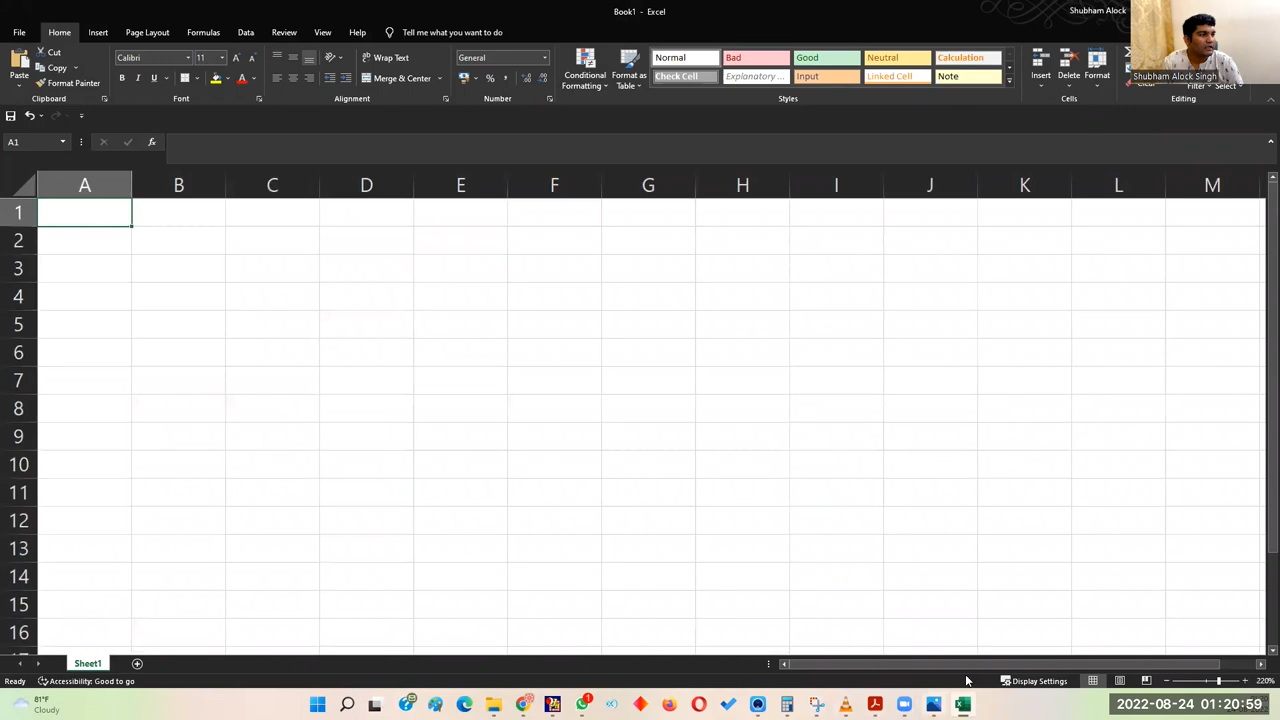 Book1 - Excel
Shubham Alock
File Home Insert Page Layout Formulas Data Review View Help Tell me what you want to do
Paste
Cut
Copy
Format Painter
Clipboard
Calibri 11
B I U
Font
Wrap Text
Merge & Center
Alignment
General
Number
Conditional Formatting
Format as Table
Normal Bad Good Neutral Calculation
Check Cell Explanatory ... Input Linked Cell Note
Styles
Insert Delete Format
Cells
Filter Select
Editing
Shubham Alock Singh
A1
fx
A B C D E F G H I J K L M
1
2
3
4
5
6
7
8
9
10
11
12
13
14
15
16
Sheet1
Ready Accessibility: Good to go Display Settings 220%
81°F
Cloudy
1
2022-08-24 01:20:59